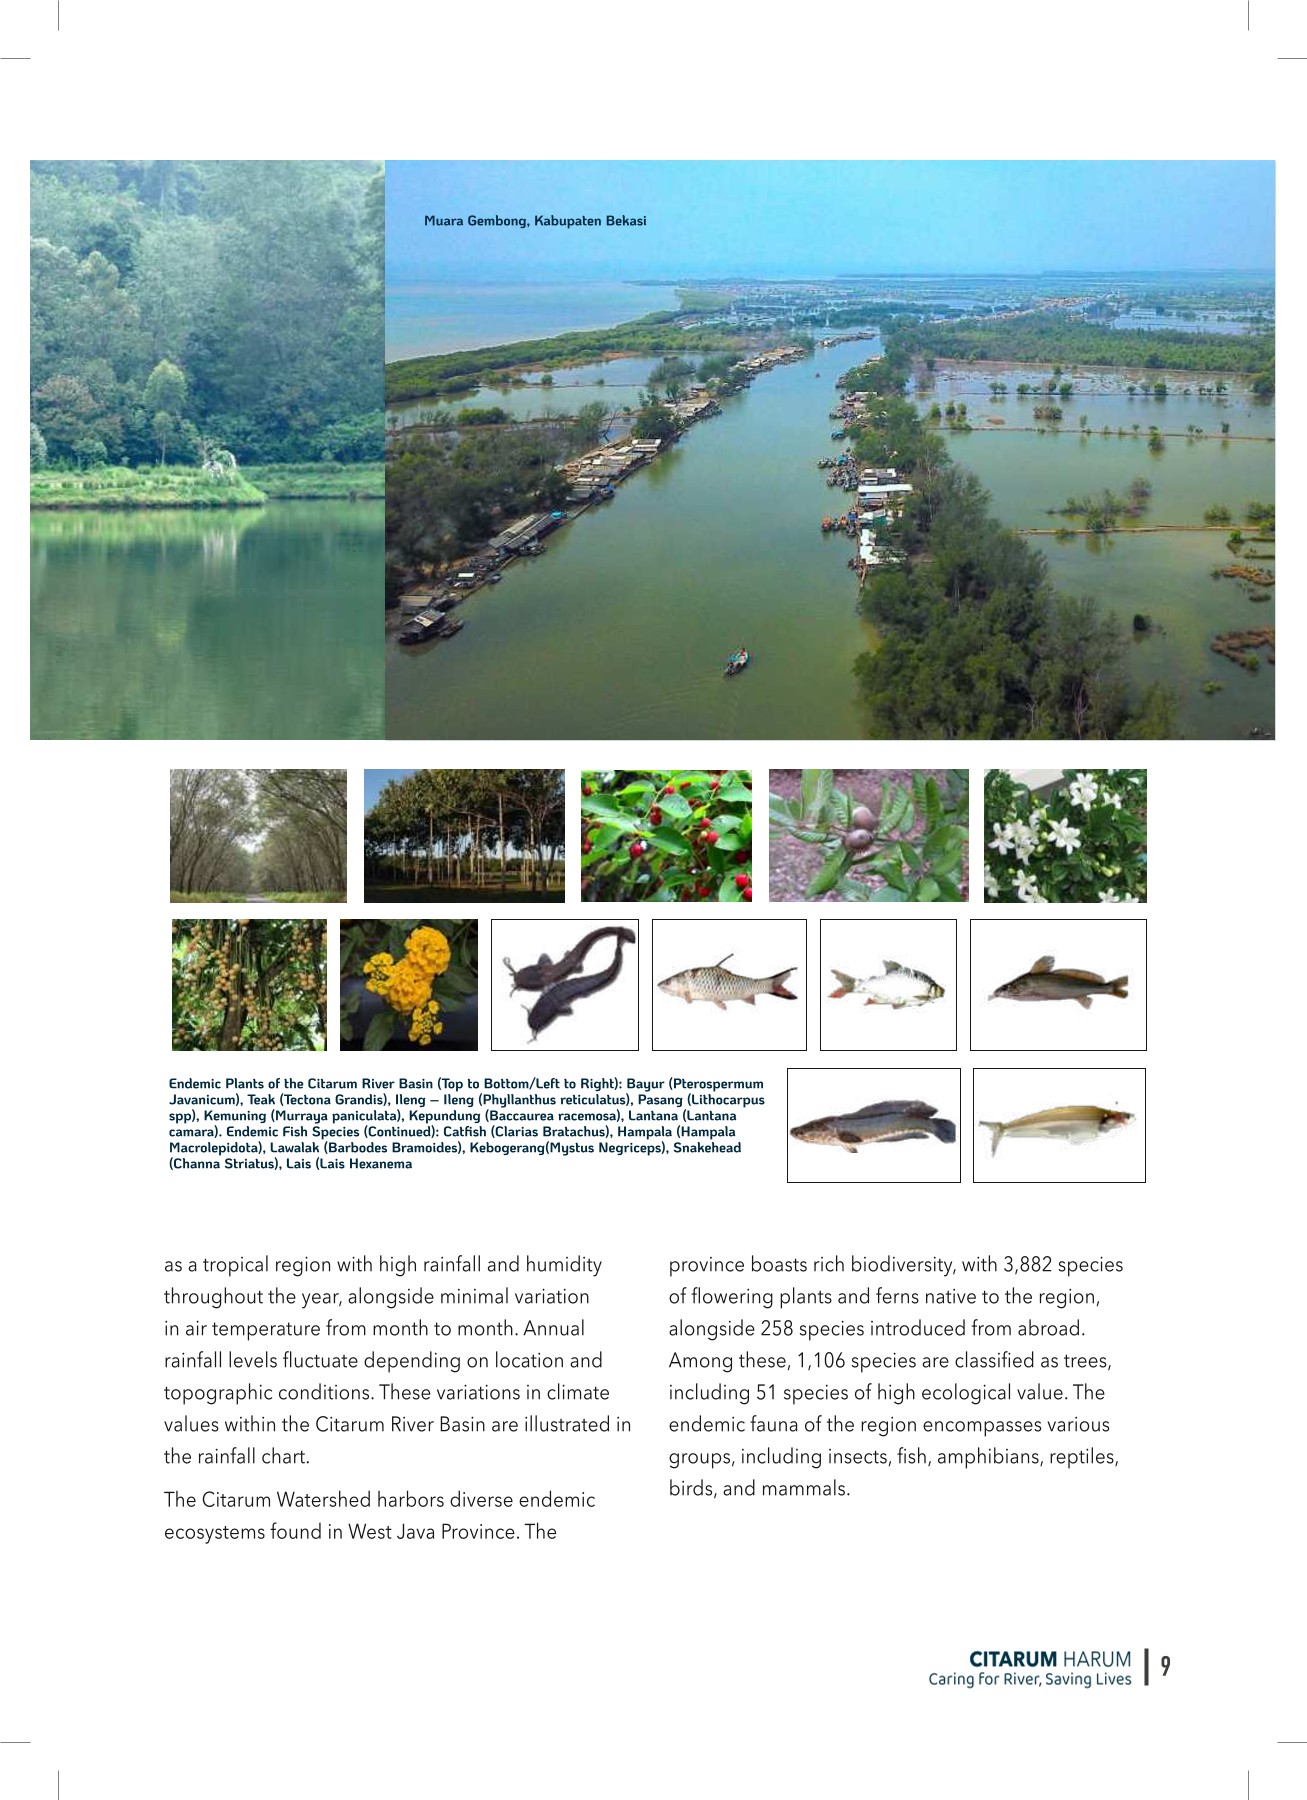 Muara Gembong, Kabupaten Bekasi
Endemic Plants of the Citarum River Basin (Top to Bottom/Left to Right): Bayur (Pterospermum
Javanicum), Teak (Tectona Grandis), Ileng – Ileng (Phyllanthus reticulatus), Pasang (Lithocarpus
spp), Kemuning (Murraya paniculata), Kepundung (Baccaurea racemosa), Lantana (Lantana
camara). Endemic Fish Species (Continued): Catfish (Clarias Bratachus), Hampala (Hampala
Macrolepidota), Lawalak (Barbodes Bramoides), Kebogerang(Mystus Negriceps), Snakehead
(Channa Striatus), Lais (Lais Hexanema
as a tropical region with high rainfall and humidity
throughout the year, alongside minimal variation
in air temperature from month to month. Annual
rainfall levels fluctuate depending on location and
topographic conditions. These variations in climate
values within the Citarum River Basin are illustrated in
the rainfall chart.
The Citarum Watershed harbors diverse endemic
ecosystems found in West Java Province. The
province boasts rich biodiversity, with 3,882 species
of flowering plants and ferns native to the region,
alongside 258 species introduced from abroad.
Among these, 1,106 species are classified as trees,
including 51 species of high ecological value. The
endemic fauna of the region encompasses various
groups, including insects, fish, amphibians, reptiles,
birds, and mammals.
CITARUM HARUM
Caring for River, Saving Lives
9